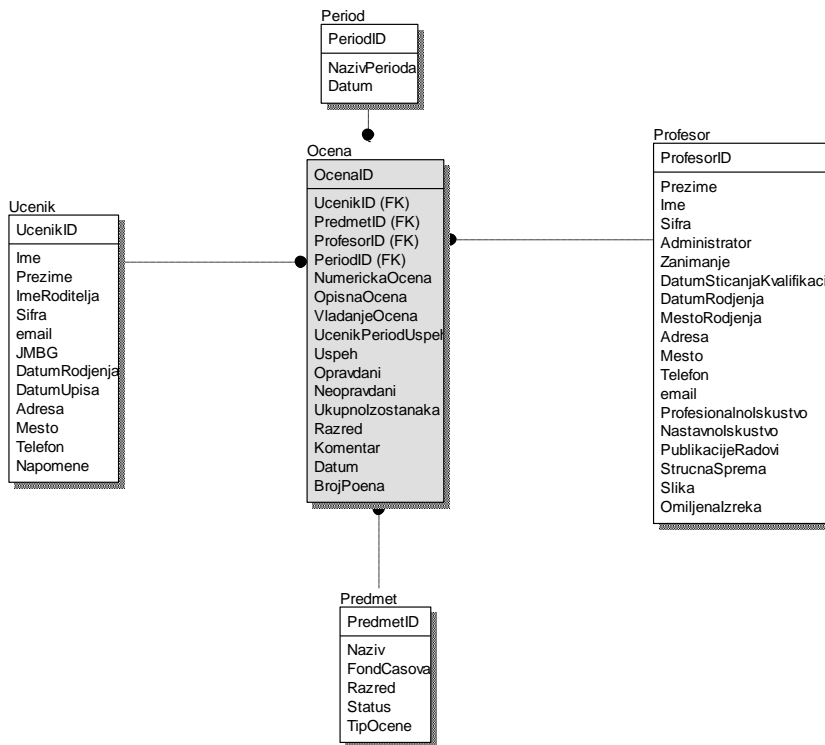 Period
PeriodID
NazivPerioda
Datum
Ocena
OcenaID
UcenikID (FK)
PredmetID (FK)
ProfesorID (FK)
PeriodID (FK)
NumerickaOcena
OpisnaOcena
VladanjeOcena
UcenikPeriodUspeh
Uspeh
Opravdani
Neopravdani
UkupnoIzostanaka
Razred
Komentar
Datum
BrojPoena
Ucenik
UcenikID
Ime
Prezime
ImeRoditelja
Sifra
email
JMBG
DatumRodjenja
DatumUpisa
Adresa
Mesto
Telefon
Napomene
Profesor
ProfesorID
Prezime
Ime
Sifra
Administrator
Zanimanje
DatumSticanjaKvalifikaci
DatumRodjenja
MestoRodjenja
Adresa
Mesto
Telefon
email
ProfesionalnoIskustvo
NastavnoIskustvo
PublikacijeRadovi
StrucnaSprema
Slika
OmiljenaIzreka
Predmet
PredmetID
Naziv
FondCasova
Razred
Status
TipOcene